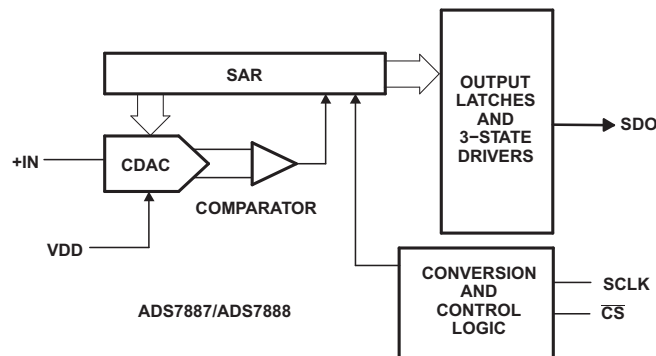 SAR
OUTPUT
LATCHES
AND
3−STATE
DRIVERS
SDO
+IN
CDAC
COMPARATOR
VDD
CONVERSION
AND
CONTROL
LOGIC
SCLK
CS
ADS7887/ADS7888